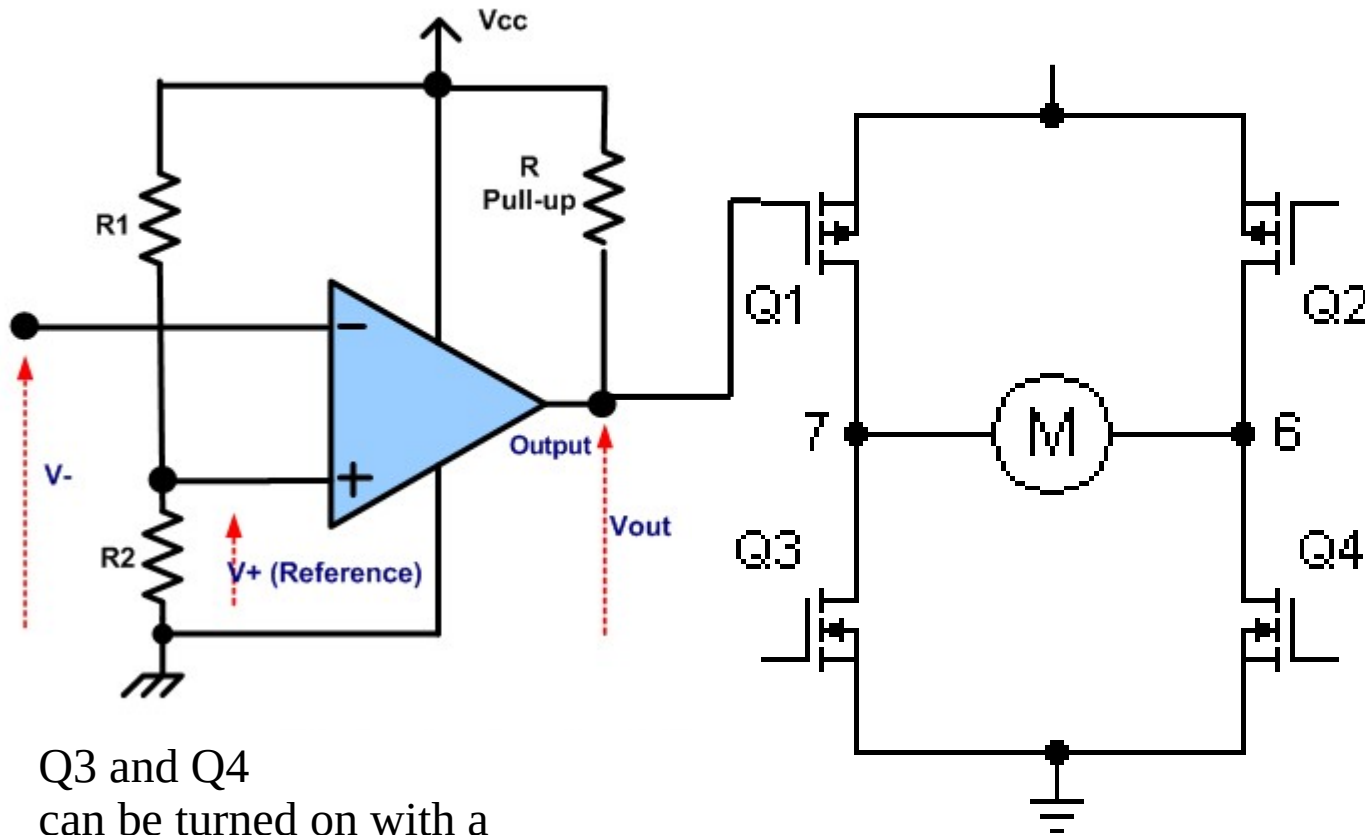 Vcc
R
Pull-up
R1
Q1
Q2
−
7
M
6
Output
V-
+
Vout
Q3
Q4
R2
V+ (Reference)
Q3 and Q4
can be turned on with a